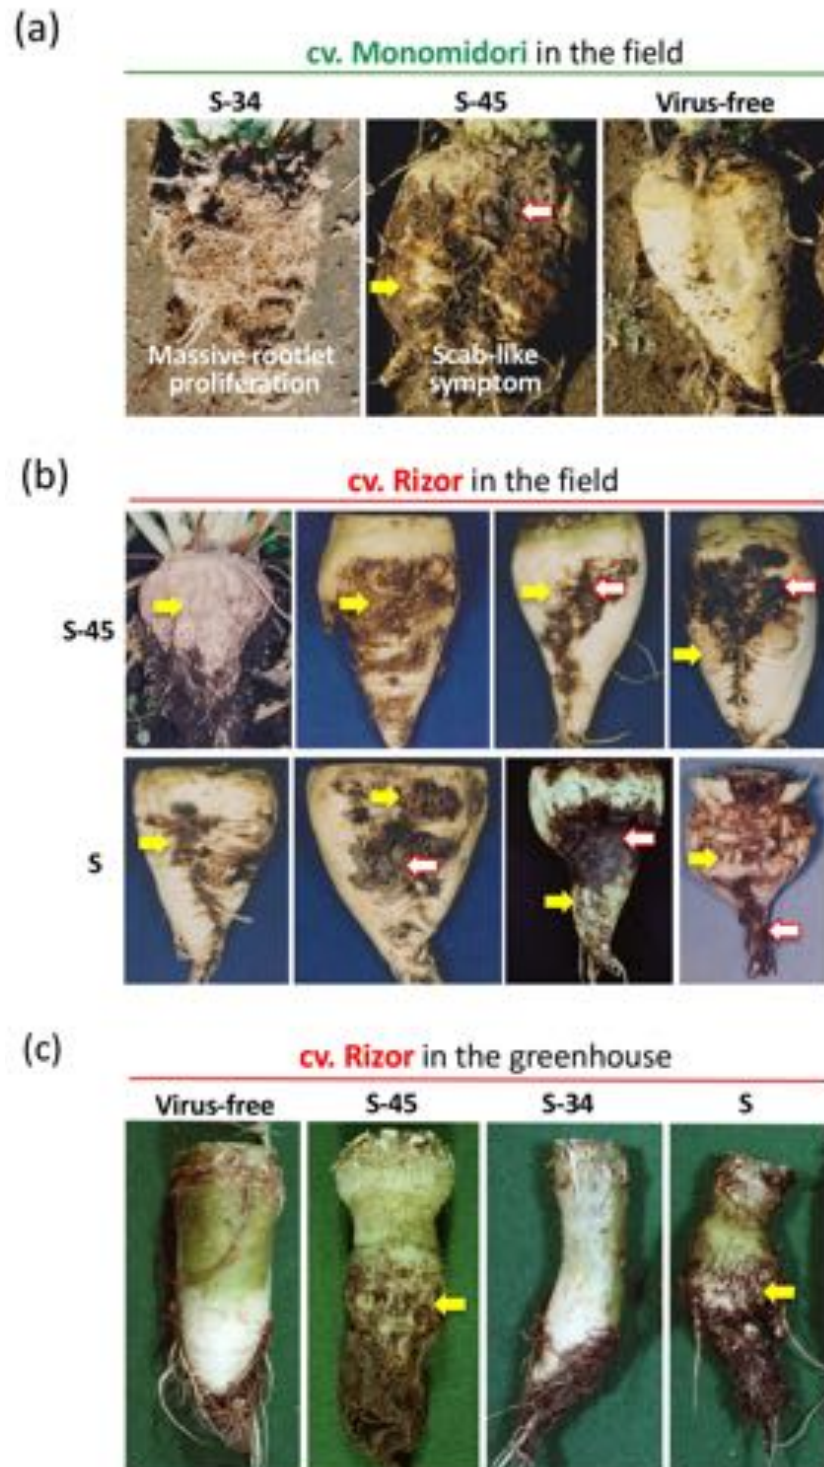 (a)
cv. Monomidori in the field
S-34 S-45 Virus-free
Massive rootlet
proliferation
Scab-like
symptom
(b)
cv. Rizor in the field
S-45
S
(c)
cv. Rizor in the greenhouse
Virus-free S-45 S-34 S